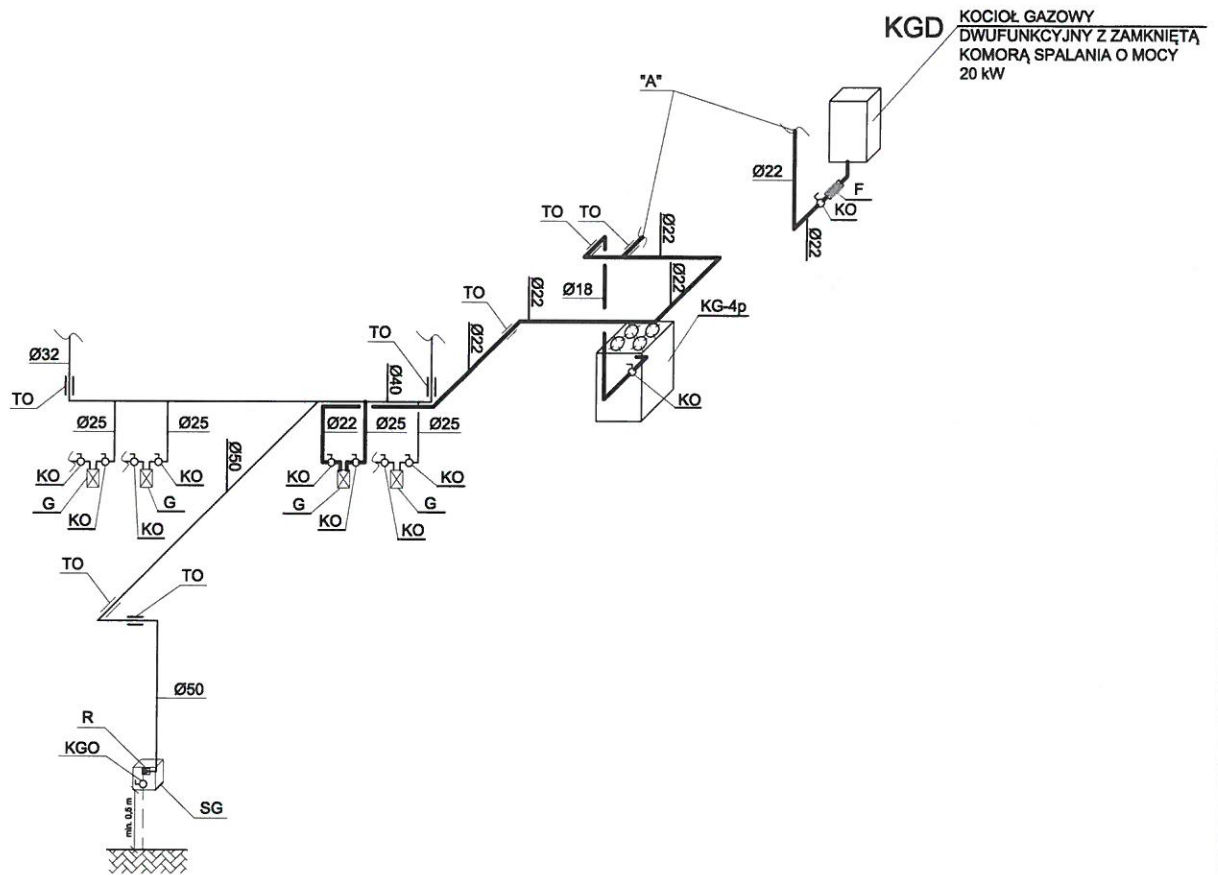 KGD
KOCIOŁ GAZOWY
DWUFUNKCYJNY Z ZAMKNIĘTĄ
KOMORĄ SPALANIA O MOCY
20 kW
"A"
Ø22
F
KO
Ø22
TO
TO
Ø22
Ø22
Ø18
KG-4p
KO
TO
Ø22
Ø22
TO
Ø32
TO
Ø40
Ø25
Ø25
Ø22
Ø25
Ø25
Ø50
KO
KO
KO
KO
G
G
G
G
KO
KO
KO
KO
TO
TO
Ø50
R
KGO
SG
min. 0,5 m